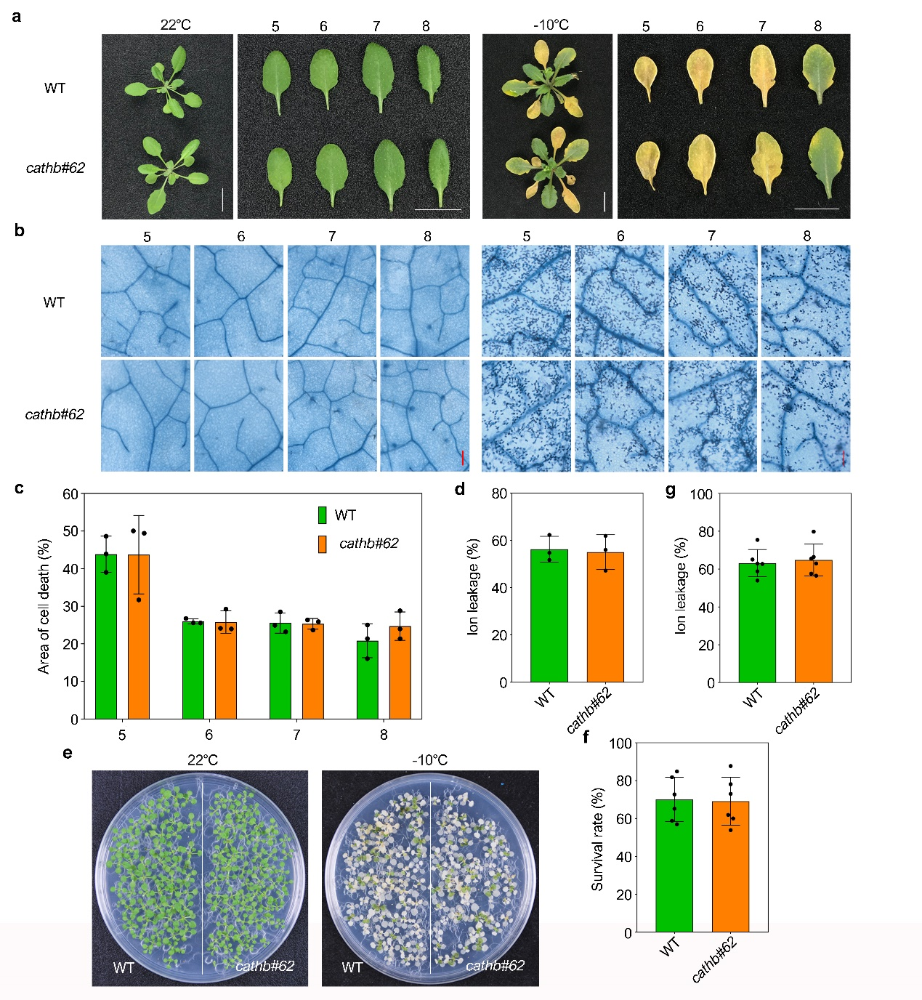 a
22°C 5 6 7 8 -10°C 5 6 7 8
WT
cathb#62
b
5 6 7 8 5 6 7 8
WT
cathb#62
c
60
50
40
30
20
10
0
Area of cell death (%)
WT
cathb#62
5 6 7 8
d
80
60
40
20
0
Ion leakage (%)
WT cathb#62
g
100
80
60
40
20
0
Ion leakage (%)
WT cathb#62
e
22°C -10°C
WT cathb#62 WT cathb#62
f
100
80
60
40
20
0
Survival rate (%)
WT cathb#62